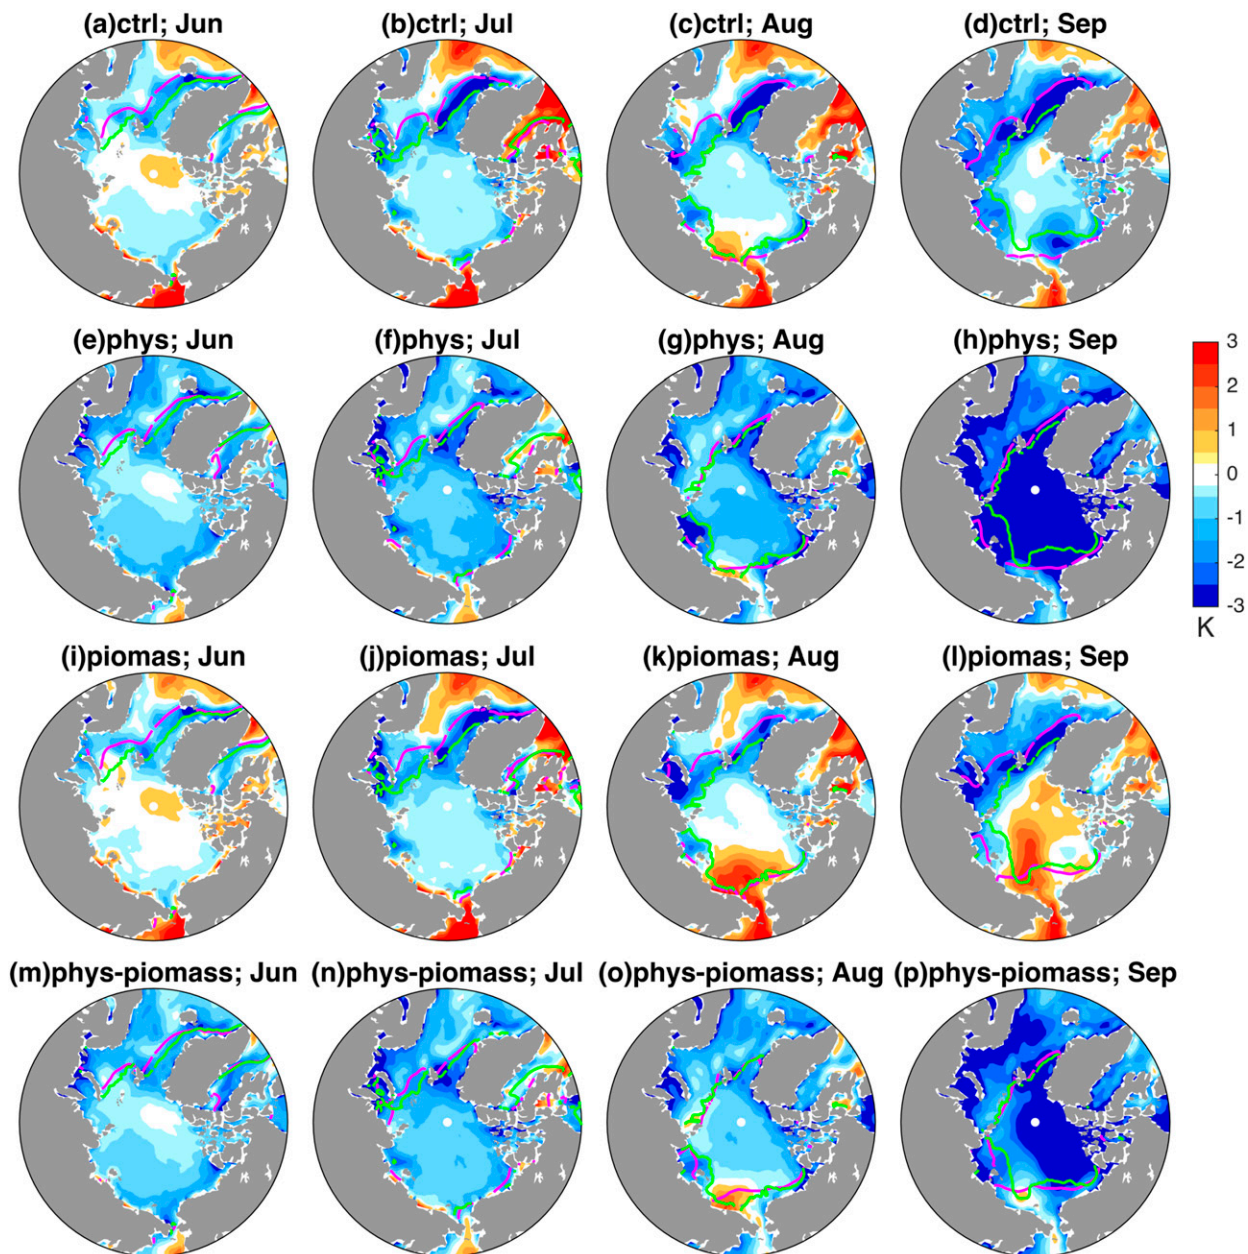 (a)ctrl; Jun
(b)ctrl; Jul
(c)ctrl; Aug
(d)ctrl; Sep
(e)phys; Jun
(f)phys; Jul
(g)phys; Aug
(h)phys; Sep
3
2
1
0
-1
-2
-3
K
(i)piomas; Jun
(j)piomas; Jul
(k)piomas; Aug
(l)piomas; Sep
(m)phys-piomass; Jun
(n)phys-piomass; Jul
(o)phys-piomass; Aug
(p)phys-piomass; Sep